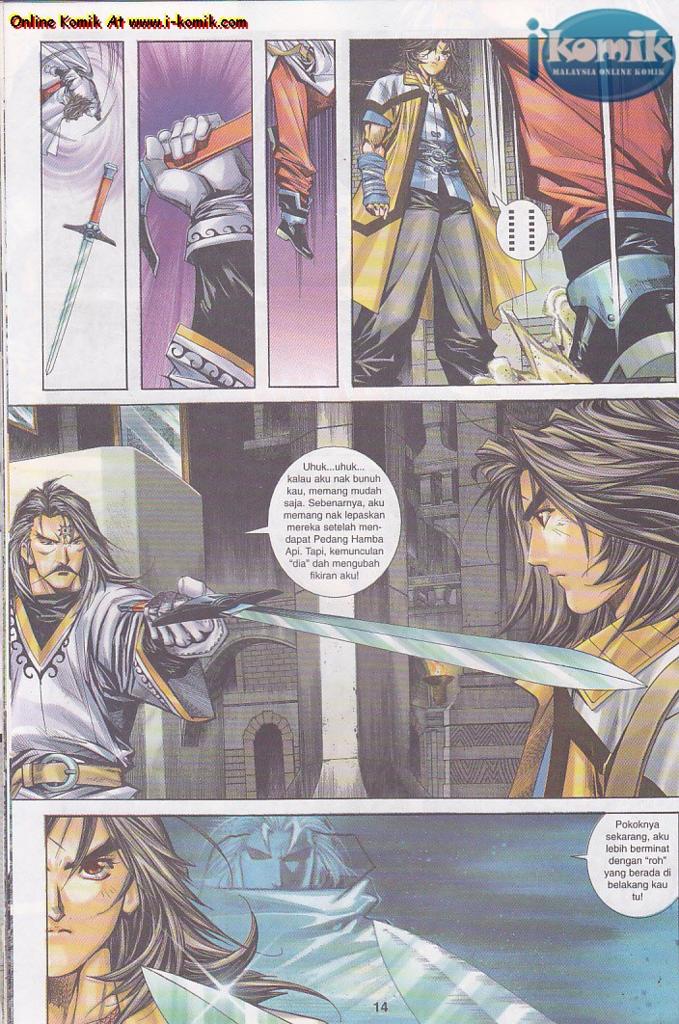 Online Komik At www.i-komik.com
ikomik
MALAYSIA ONLINE KOMIK
Uhuk...uhuk...
kalau aku nak bunuh
kau, memang mudah
saja. Sebenarnya, aku
memang nak lepaskan
mereka setelah men-
dapat Pedang Hamba
Api. Tapi, kemunculan
"dia" dah mengubah
fikiran aku!
Pokoknya
sekarang, aku
lebih berminat
dengan "roh"
yang berada di
belakang kau
tu!
14